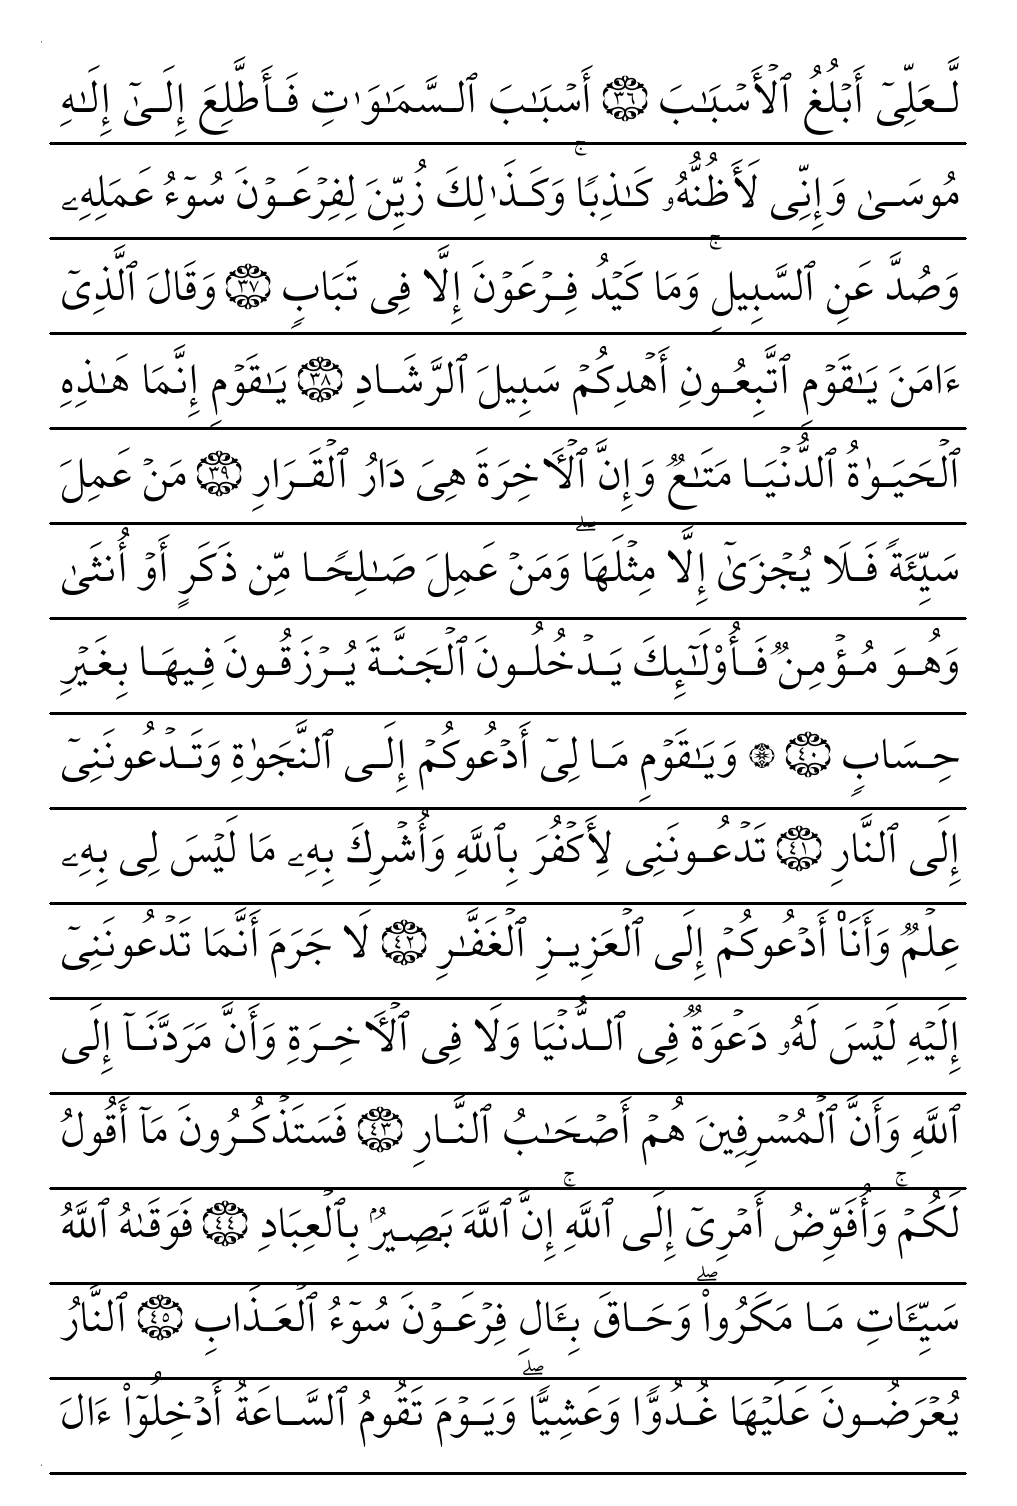 لَّعَلِّىٓ أَبۡلُغُ ٱلۡأَسۡبَٰبَ ٣٦ أَسۡبَٰبَ ٱلسَّمَٰوَٰتِ فَأَطَّلِعَ إِلَىٰٓ إِلَٰهِ
مُوسَىٰ وَإِنِّى لَأَظُنُّهُۥ كَٰذِبًاۚ وَكَذَٰلِكَ زُيِّنَ لِفِرۡعَوۡنَ سُوٓءُ عَمَلِهِۦ
وَصُدَّ عَنِ ٱلسَّبِيلِۚ وَمَا كَيۡدُ فِرۡعَوۡنَ إِلَّا فِى تَبَابٍ ٣٧ وَقَالَ ٱلَّذِىٓ
ءَامَنَ يَٰقَوۡمِ ٱتَّبِعُونِ أَهۡدِكُمۡ سَبِيلَ ٱلرَّشَادِ ٣٨ يَٰقَوۡمِ إِنَّمَا هَٰذِهِ
ٱلۡحَيَوٰةُ ٱلدُّنۡيَا مَتَٰعٌ وَإِنَّ ٱلۡأٓخِرَةَ هِىَ دَارُ ٱلۡقَرَارِ ٣٩ مَنۡ عَمِلَ
سَيِّئَةً فَلَا يُجۡزَىٰٓ إِلَّا مِثۡلَهَاۖ وَمَنۡ عَمِلَ صَٰلِحًا مِّن ذَكَرٍ أَوۡ أُنثَىٰ
وَهُوَ مُؤۡمِنٌ فَأُوْلَٰٓئِكَ يَدۡخُلُونَ ٱلۡجَنَّةَ يُرۡزَقُونَ فِيهَا بِغَيۡرِ
حِسَابٍ ٤٠ ۞ وَيَٰقَوۡمِ مَا لِىٓ أَدۡعُوكُمۡ إِلَى ٱلنَّجَوٰةِ وَتَدۡعُونَنِىٓ
إِلَى ٱلنَّارِ ٤١ تَدۡعُونَنِى لِأَكۡفُرَ بِٱللَّهِ وَأُشۡرِكَ بِهِۦ مَا لَيۡسَ لِى بِهِۦ
عِلۡمٌ وَأَنَا۠ أَدۡعُوكُمۡ إِلَى ٱلۡعَزِيزِ ٱلۡغَفَّٰرِ ٤٢ لَا جَرَمَ أَنَّمَا تَدۡعُونَنِىٓ
إِلَيۡهِ لَيۡسَ لَهُۥ دَعۡوَةٌ فِى ٱلدُّنۡيَا وَلَا فِى ٱلۡأٓخِرَةِ وَأَنَّ مَرَدَّنَآ إِلَى
ٱللَّهِ وَأَنَّ ٱلۡمُسۡرِفِينَ هُمۡ أَصۡحَٰبُ ٱلنَّارِ ٤٣ فَسَتَذۡكُرُونَ مَآ أَقُولُ
لَكُمۡۚ وَأُفَوِّضُ أَمۡرِىٓ إِلَى ٱللَّهِۚ إِنَّ ٱللَّهَ بَصِيرُۢ بِٱلۡعِبَادِ ٤٤ فَوَقَىٰهُ ٱللَّهُ
سَيِّئَاتِ مَا مَكَرُواْۖ وَحَاقَ بِئَالِ فِرۡعَوۡنَ سُوٓءُ ٱلۡعَذَابِ ٤٥ ٱلنَّارُ
يُعۡرَضُونَ عَلَيۡهَا غُدُوًّا وَعَشِيًّاۖ وَيَوۡمَ تَقُومُ ٱلسَّاعَةُ أَدۡخِلُوٓاْ ءَالَ